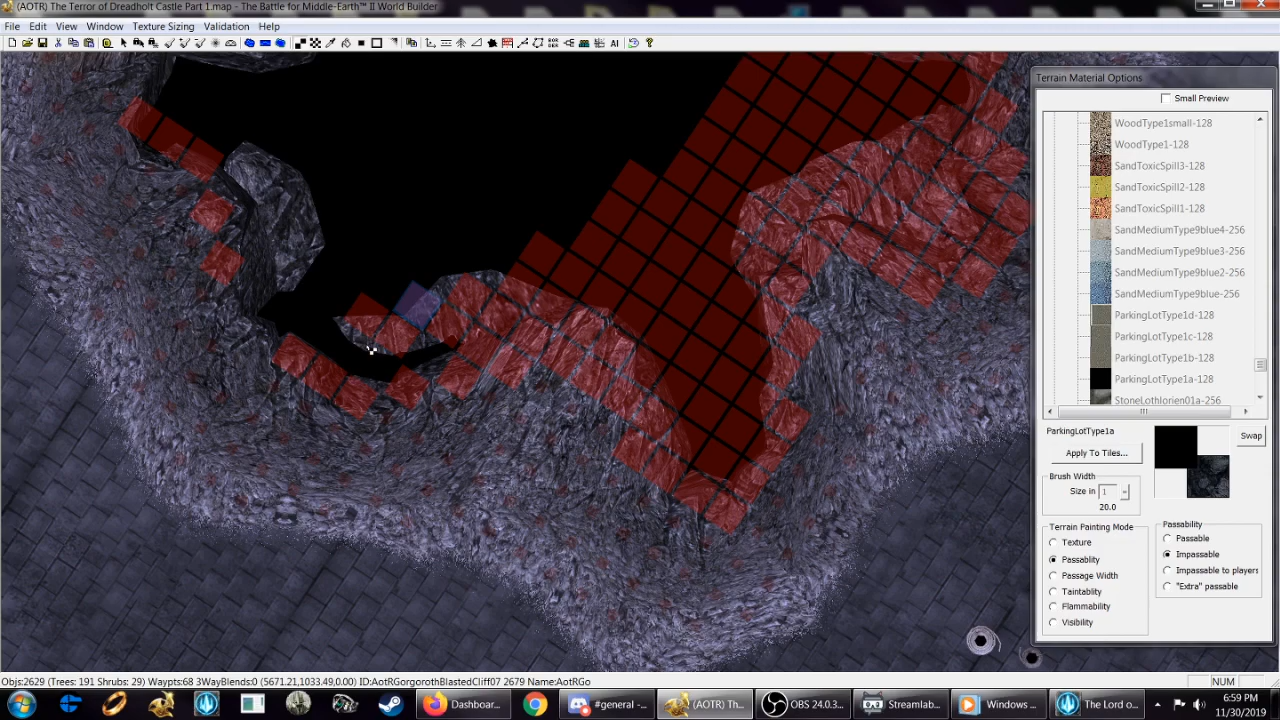 (AOTR) The Terror of Dreadholt Castle Part 1.map - The Battle for Middle-Earth™ II World Builder
File Edit View Window Texture Sizing Validation Help
AI
Terrain Material Options
Small Preview
WoodType1small-128
WoodType1-128
SandToxicSpill3-128
SandToxicSpill2-128
SandToxicSpill1-128
SandMediumType9blue4-256
SandMediumType9blue3-256
SandMediumType9blue2-256
SandMediumType9blue-256
ParkingLotType1d-128
ParkingLotType1c-128
ParkingLotType1b-128
ParkingLotType1a-128
StoneLothlorien01a-256
ParkingLotType1a
Apply To Tiles...
Swap
Brush Width
Size in 1
20.0
Terrain Painting Mode
Texture
Passablity
Passage Width
Taintablity
Flammability
Visibility
Passability
Passable
Impassable
Impassable to players
"Extra" passable
Objs:2629 (Trees: 191 Shrubs: 29) Waypts:68 3WayBlends:0 (5671.21,1033.49,0.00) ID:AotRGorgorothBlastedCliff07 2679 Name:AotRGo
NUM
Dashboar...
#general -...
(AOTR) Th...
OBS 24.0.3...
Streamlab...
Windows ...
The Lord o...
6:59 PM
11/30/2019